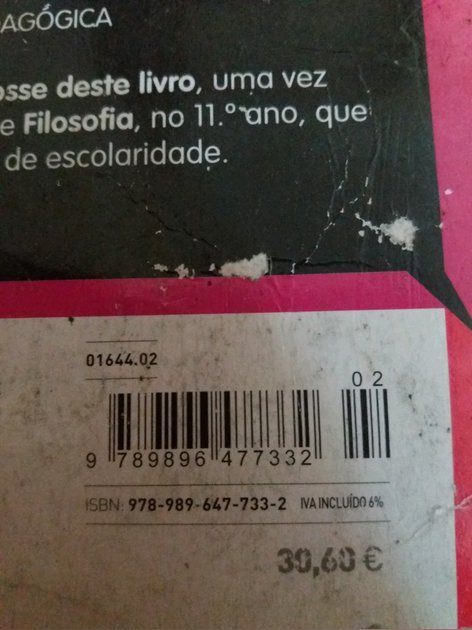 AGÓGICA
osse deste livro, uma vez
e Filosofia, no 11.º ano, que
de escolaridade.
01644.02
02
9 789896 477332
ISBN: 978-989-647-733-2 IVA INCLUÍDO 6%
30,60 €